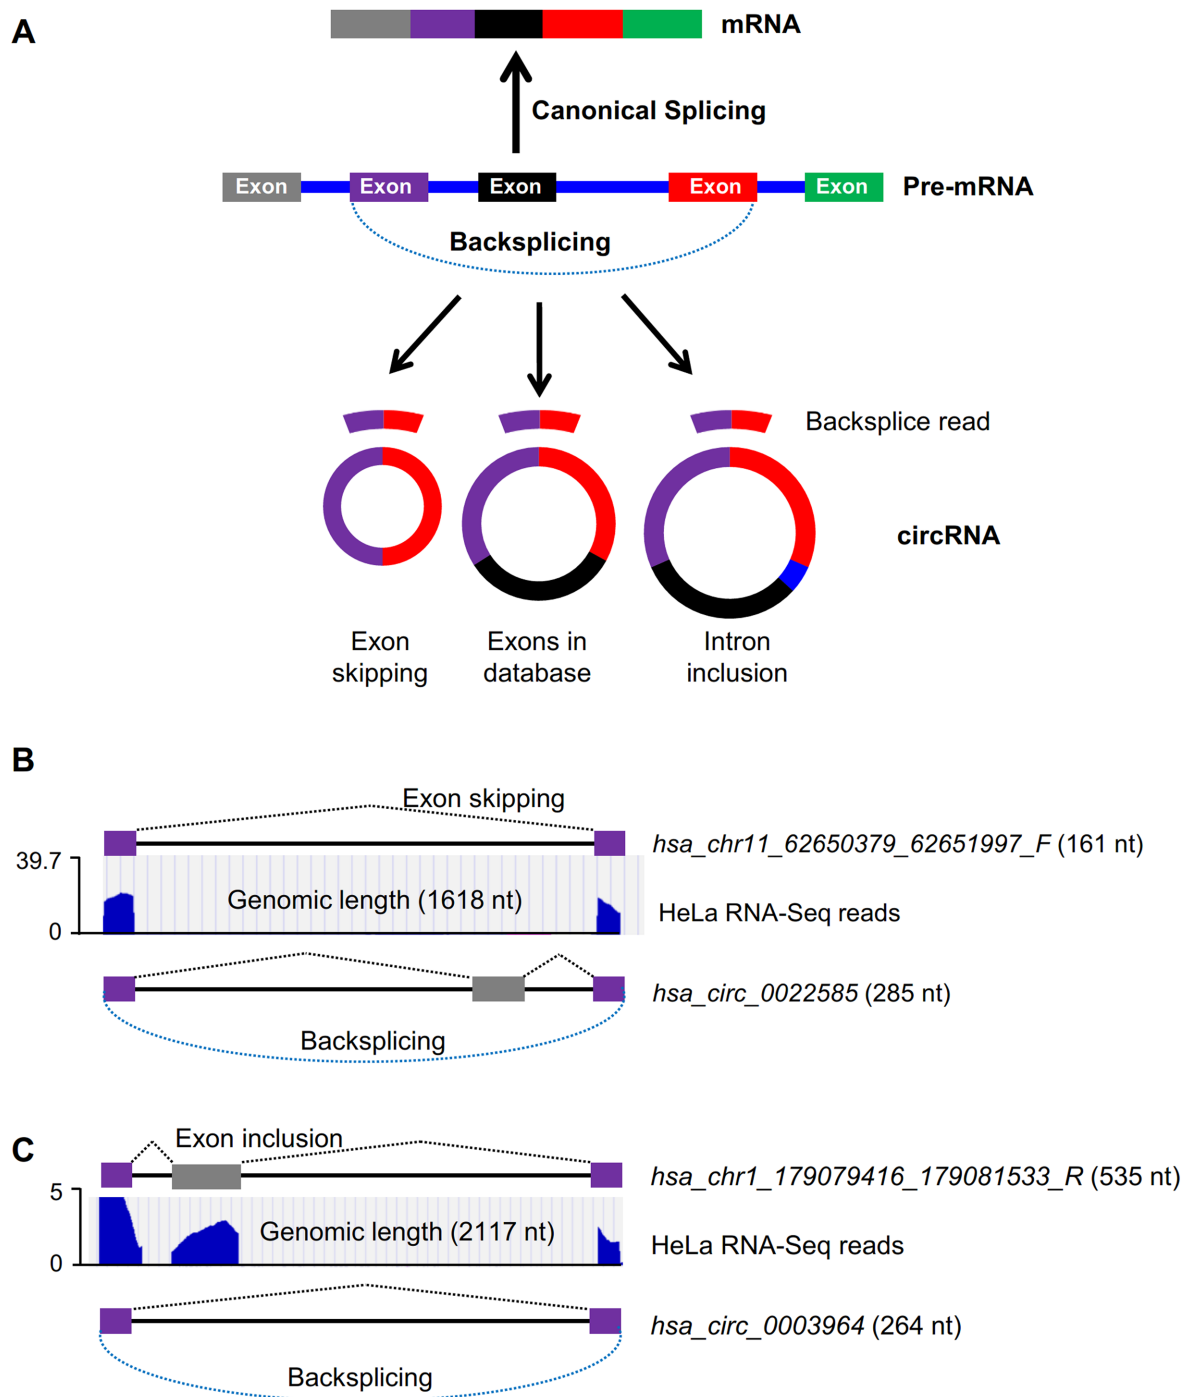 A
mRNA
Canonical Splicing
Exon Exon Exon Exon Exon Pre-mRNA
Backsplicing
Backsplice read
circRNA
Exon skipping
Exons in database
Intron inclusion
B
Exon skipping
hsa_chr11_62650379_62651997_F (161 nt)
39.7
Genomic length (1618 nt)
HeLa RNA-Seq reads
0
hsa_circ_0022585 (285 nt)
Backsplicing
C
Exon inclusion
hsa_chr1_179079416_179081533_R (535 nt)
5
Genomic length (2117 nt)
HeLa RNA-Seq reads
0
hsa_circ_0003964 (264 nt)
Backsplicing